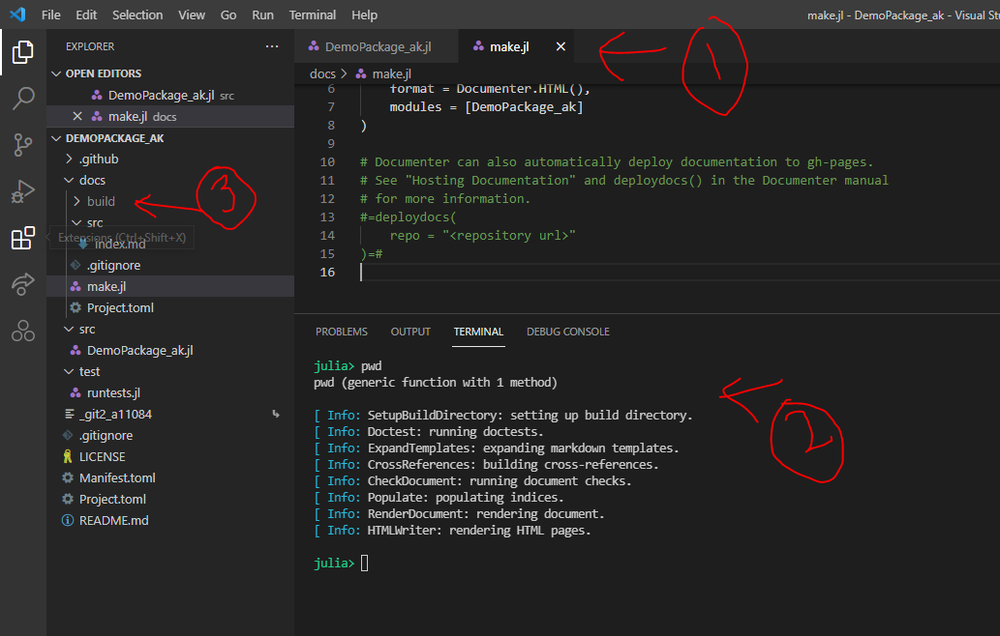 File Edit Selection View Go Run Terminal Help
make.jl - DemoPackage_ak - Visual St
EXPLORER ...
OPEN EDITORS
DemoPackage_ak.jl src
make.jl docs
DEMOPACKAGE_AK
.github
docs
build
src
Extensions (Ctrl+Shift+X)
index.md
.gitignore
make.jl
Project.toml
src
DemoPackage_ak.jl
test
runtests.jl
_git2_a11084
.gitignore
LICENSE
Manifest.toml
Project.toml
README.md
3
DemoPackage_ak.jl make.jl
1
docs > make.jl
6 format = Documenter.HTML(),
7 modules = [DemoPackage_ak]
8 )
9
10 # Documenter can also automatically deploy documentation to gh-pages.
11 # See "Hosting Documentation" and deploydocs() in the Documenter manual
12 # for more information.
13 #=deploydocs(
14 repo = "<repository url>"
15 )=#
16
PROBLEMS OUTPUT TERMINAL DEBUG CONSOLE
julia> pwd
pwd (generic function with 1 method)
2
[ Info: SetupBuildDirectory: setting up build directory.
[ Info: Doctest: running doctests.
[ Info: ExpandTemplates: expanding markdown templates.
[ Info: CrossReferences: building cross-references.
[ Info: CheckDocument: running document checks.
[ Info: Populate: populating indices.
[ Info: RenderDocument: rendering document.
[ Info: HTMLWriter: rendering HTML pages.
julia>